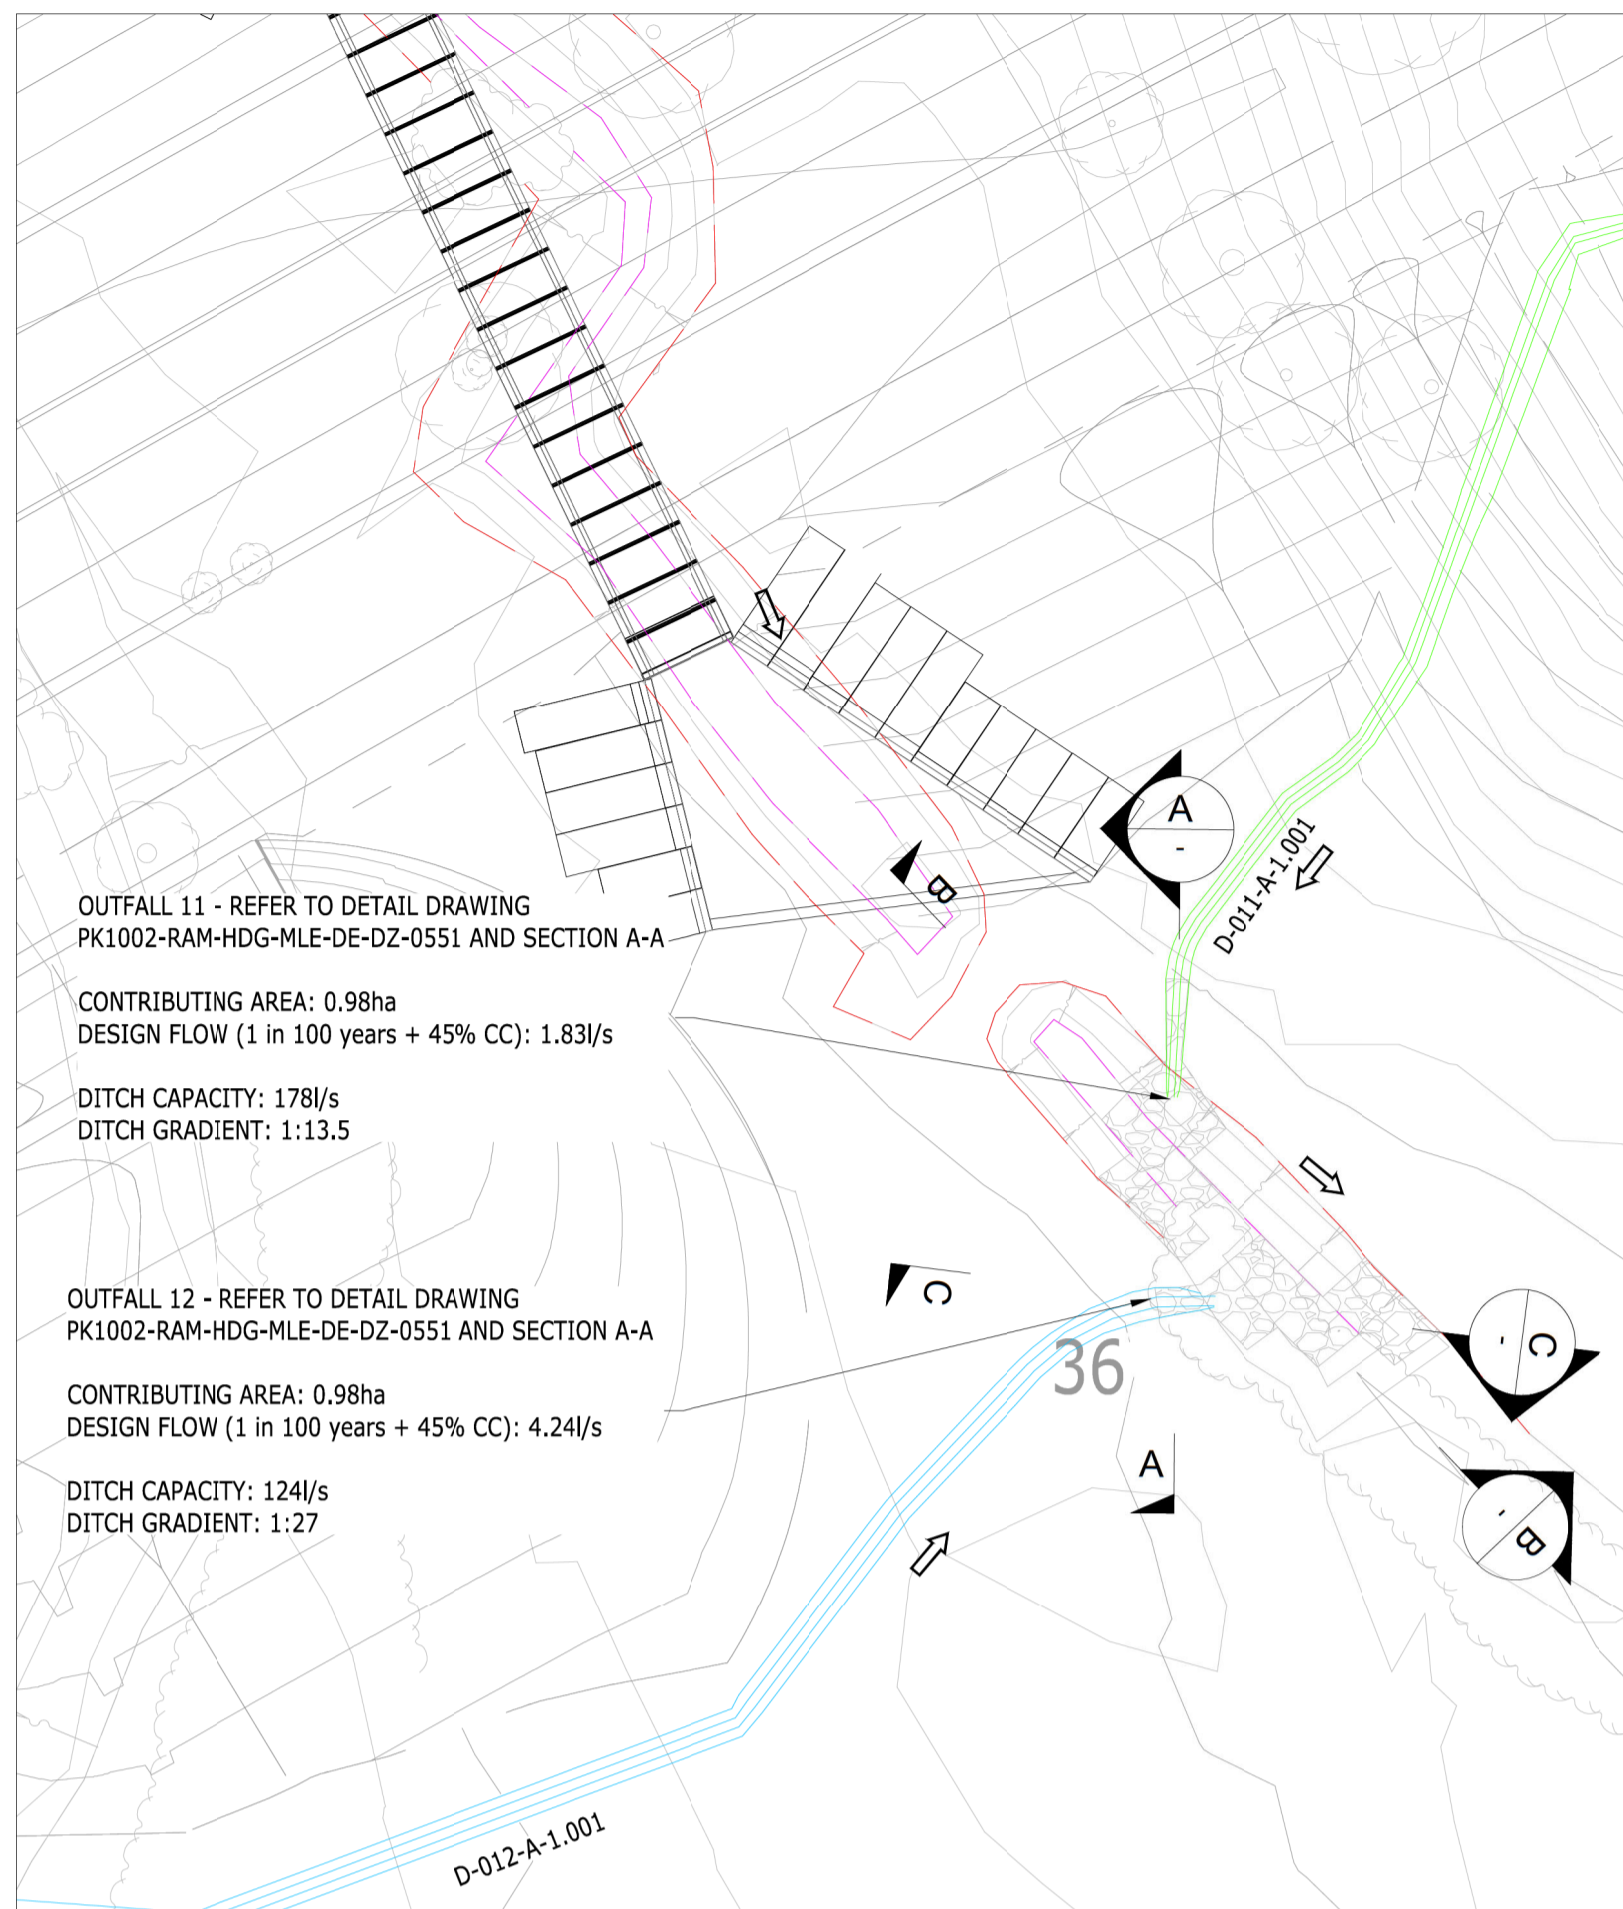 A
-
B
D-011-A-1.001
OUTFALL 11 - REFER TO DETAIL DRAWING
PK1002-RAM-HDG-MLE-DE-DZ-0551 AND SECTION A-A
CONTRIBUTING AREA: 0.98ha
DESIGN FLOW (1 in 100 years + 45% CC): 1.83l/s
DITCH CAPACITY: 178l/s
DITCH GRADIENT: 1:13.5
C
OUTFALL 12 - REFER TO DETAIL DRAWING
PK1002-RAM-HDG-MLE-DE-DZ-0551 AND SECTION A-A
CONTRIBUTING AREA: 0.98ha
DESIGN FLOW (1 in 100 years + 45% CC): 4.24l/s
DITCH CAPACITY: 124l/s
DITCH GRADIENT: 1:27
36
C
-
A
B
-
D-012-A-1.001